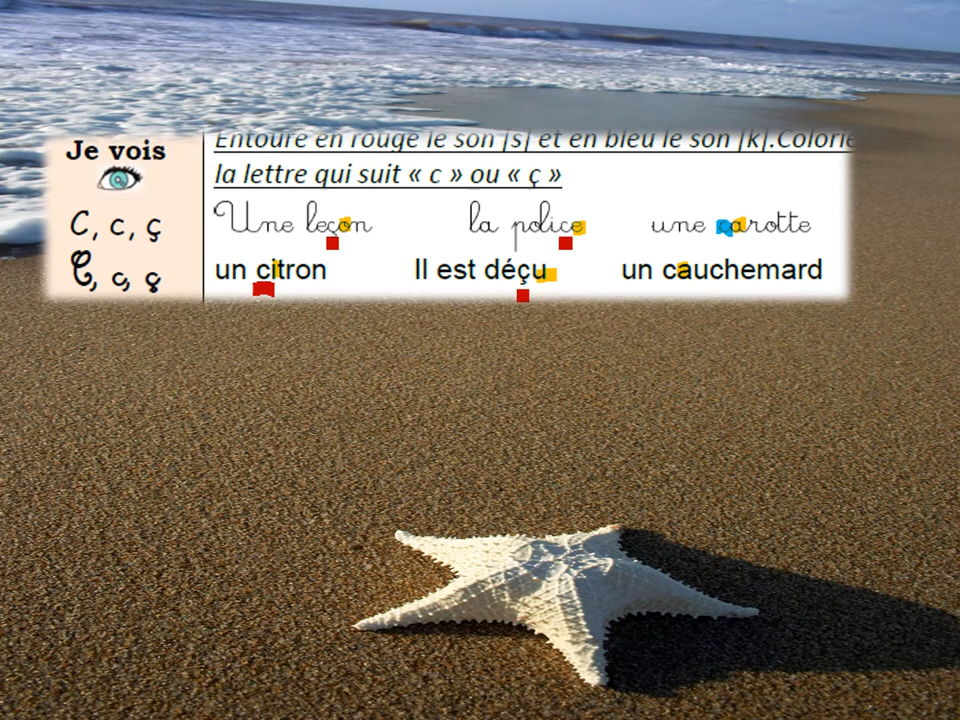 Je vois
C, c, ç
C, c, ç
Entoure en rouge le son [s] et en bleu le son [k].Colorie
la lettre qui suit « c » ou « ç »
Une leçon la police une carotte
un citron Il est déçu un cauchemard